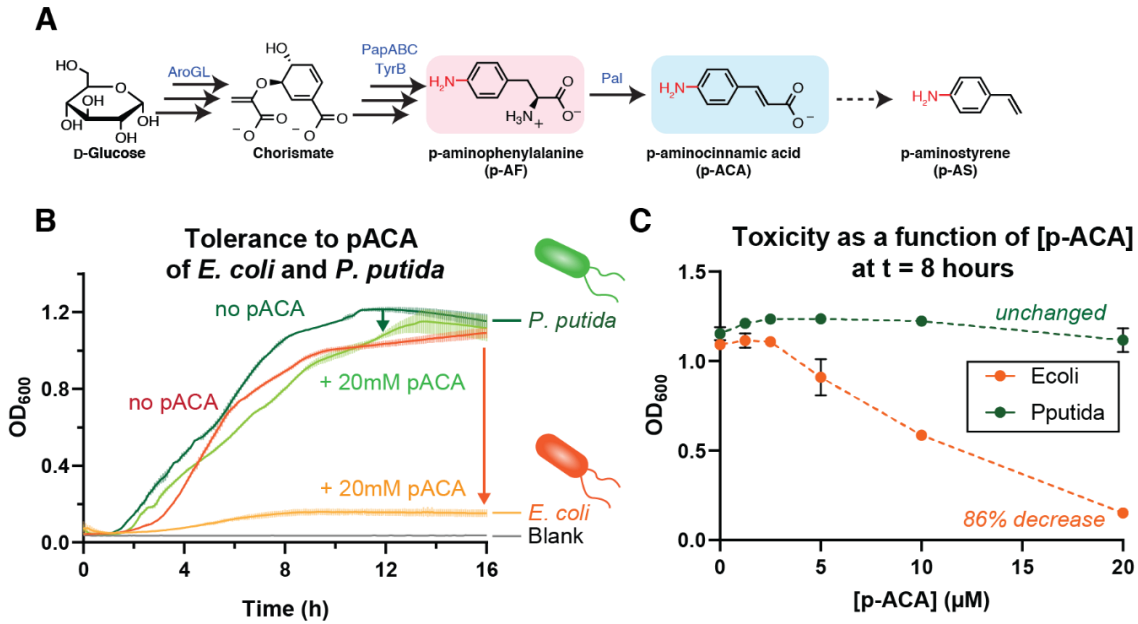 A
HO
O
HO
HO
OH
OH
OH
D-Glucose
AroGL
HO
O
O
O
O
O
Chorismate
PapABC
TyrB
H₂N
O
O⁻
H₃N
+
p-aminophenylalanine
(p-AF)
Pal
H₂N
O
O⁻
p-aminocinnamic acid
(p-ACA)
H₂N
p-aminostyrene
(p-AS)
B
Tolerance to pACA
of E. coli and P. putida
OD₆₀₀
1.2
0.8
0.4
0.0
0
4
8
12
16
Time (h)
no pACA
no pACA
+ 20mM pACA
+ 20mM pACA
P. putida
E. coli
Blank
C
Toxicity as a function of [p-ACA]
at t = 8 hours
OD₆₀₀
1.5
1.0
0.5
0.0
0
5
10
15
20
[p-ACA] (µM)
unchanged
Ecoli
Pputida
86% decrease